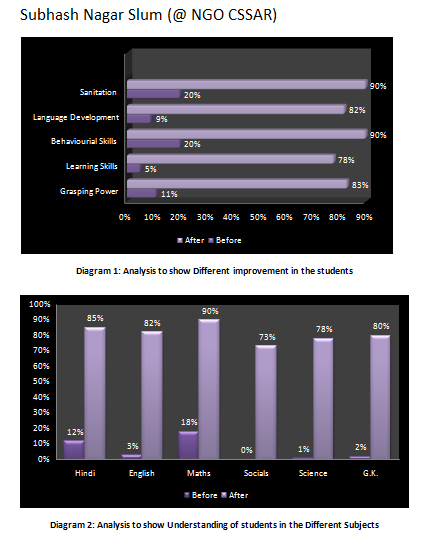 Subhash Nagar Slum (@ NGO CSSAR)
Sanitation 90% 20%
Language Development 82% 9%
Behaviourial Skills 90% 20%
Learning Skills 78% 5%
Grasping Power 83% 11%
0% 10% 20% 30% 40% 50% 60% 70% 80% 90%
After Before
Diagram 1: Analysis to show Different improvement in the students
100%
90%
80%
70%
60%
50%
40%
30%
20%
10%
0%
12% 85% 3% 82% 18% 90% 0% 73% 1% 78% 2% 80%
Hindi English Maths Socials Science G.K.
Before After
Diagram 2: Analysis to show Understanding of students in the Different Subjects